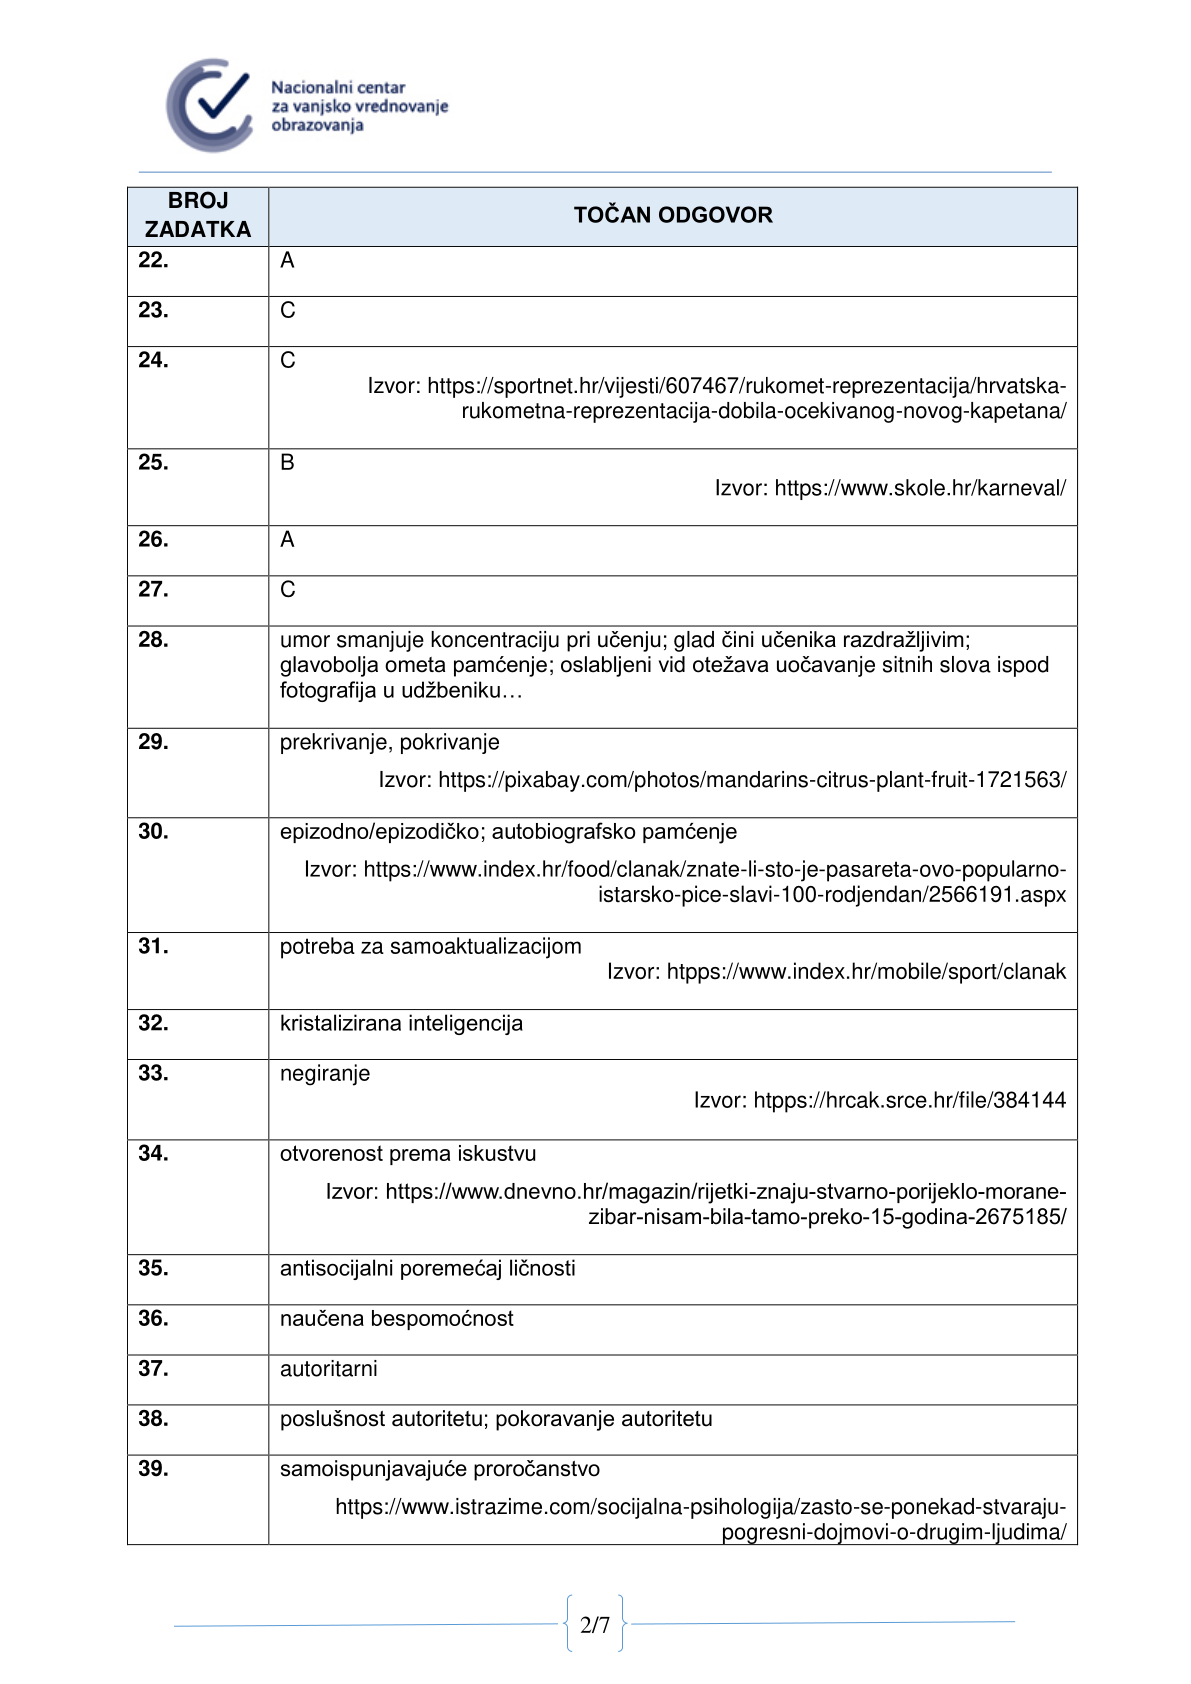 Nacionalni centar
za vanjsko vrednovanje
obrazovanja
BROJ
ZADATKA
TOČAN ODGOVOR
22.
A
23.
C
24.
C
Izvor: https://sportnet.hr/vijesti/607467/rukomet-reprezentacija/hrvatska-
rukometna-reprezentacija-dobila-ocekivanog-novog-kapetana/
25.
B
Izvor: https://www.skole.hr/karneval/
26.
A
27.
C
28.
umor smanjuje koncentraciju pri učenju; glad čini učenika razdražljivim;
glavobolja ometa pamćenje; oslabljeni vid otežava uočavanje sitnih slova ispod
fotografija u udžbeniku…
29.
prekrivanje, pokrivanje
Izvor: https://pixabay.com/photos/mandarins-citrus-plant-fruit-1721563/
30.
epizodno/epizodičko; autobiografsko pamćenje
Izvor: https://www.index.hr/food/clanak/znate-li-sto-je-pasareta-ovo-popularno-
istarsko-pice-slavi-100-rodjendan/2566191.aspx
31.
potreba za samoaktualizacijom
Izvor: htpps://www.index.hr/mobile/sport/clanak
32.
kristalizirana inteligencija
33.
negiranje
Izvor: htpps://hrcak.srce.hr/file/384144
34.
otvorenost prema iskustvu
Izvor: https://www.dnevno.hr/magazin/rijetki-znaju-stvarno-porijeklo-morane-
zibar-nisam-bila-tamo-preko-15-godina-2675185/
35.
antisocijalni poremećaj ličnosti
36.
naučena bespomoćnost
37.
autoritarni
38.
poslušnost autoritetu; pokoravanje autoritetu
39.
samoispunjavajuće proročanstvo
https://www.istrazime.com/socijalna-psihologija/zasto-se-ponekad-stvaraju-
pogresni-dojmovi-o-drugim-ljudima/
2/7